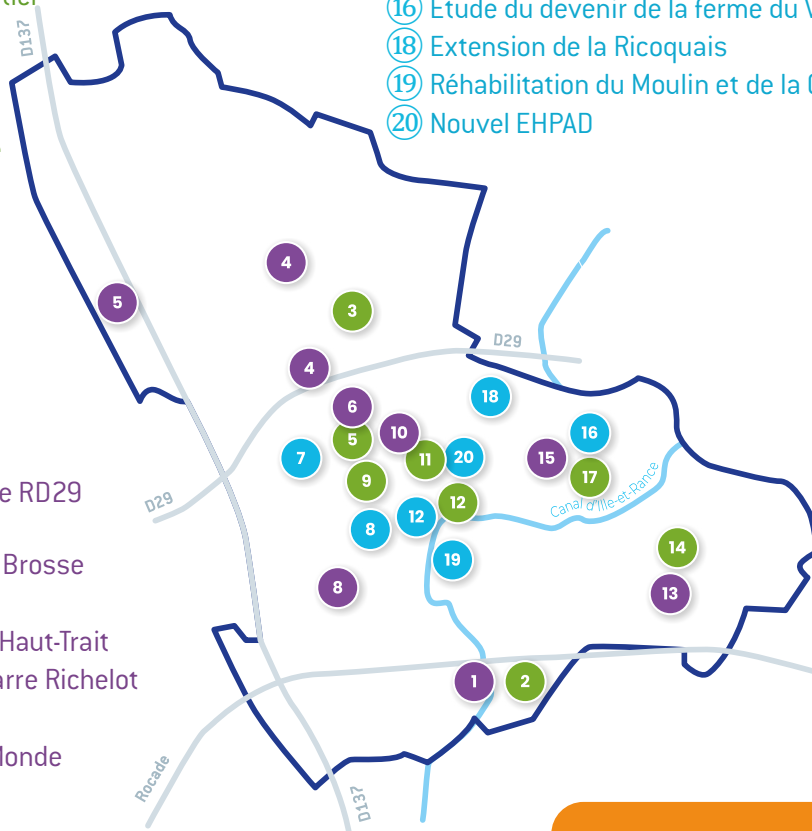 D137
16 Etude du devenir de la ferme du
18 Extension de la Ricoquais
19 Réhabilitation du Moulin et de la
20 Nouvel EHPAD
4
5
3
D29
4
18
6
10
16
5
11
20
15
7
9
17
Canal d'Ille-et-Rance
e RD29
D29
12
12
8
19
14
Brosse
8
13
Haut-Trait
arre Richelot
1
2
Monde
Rocade
D137